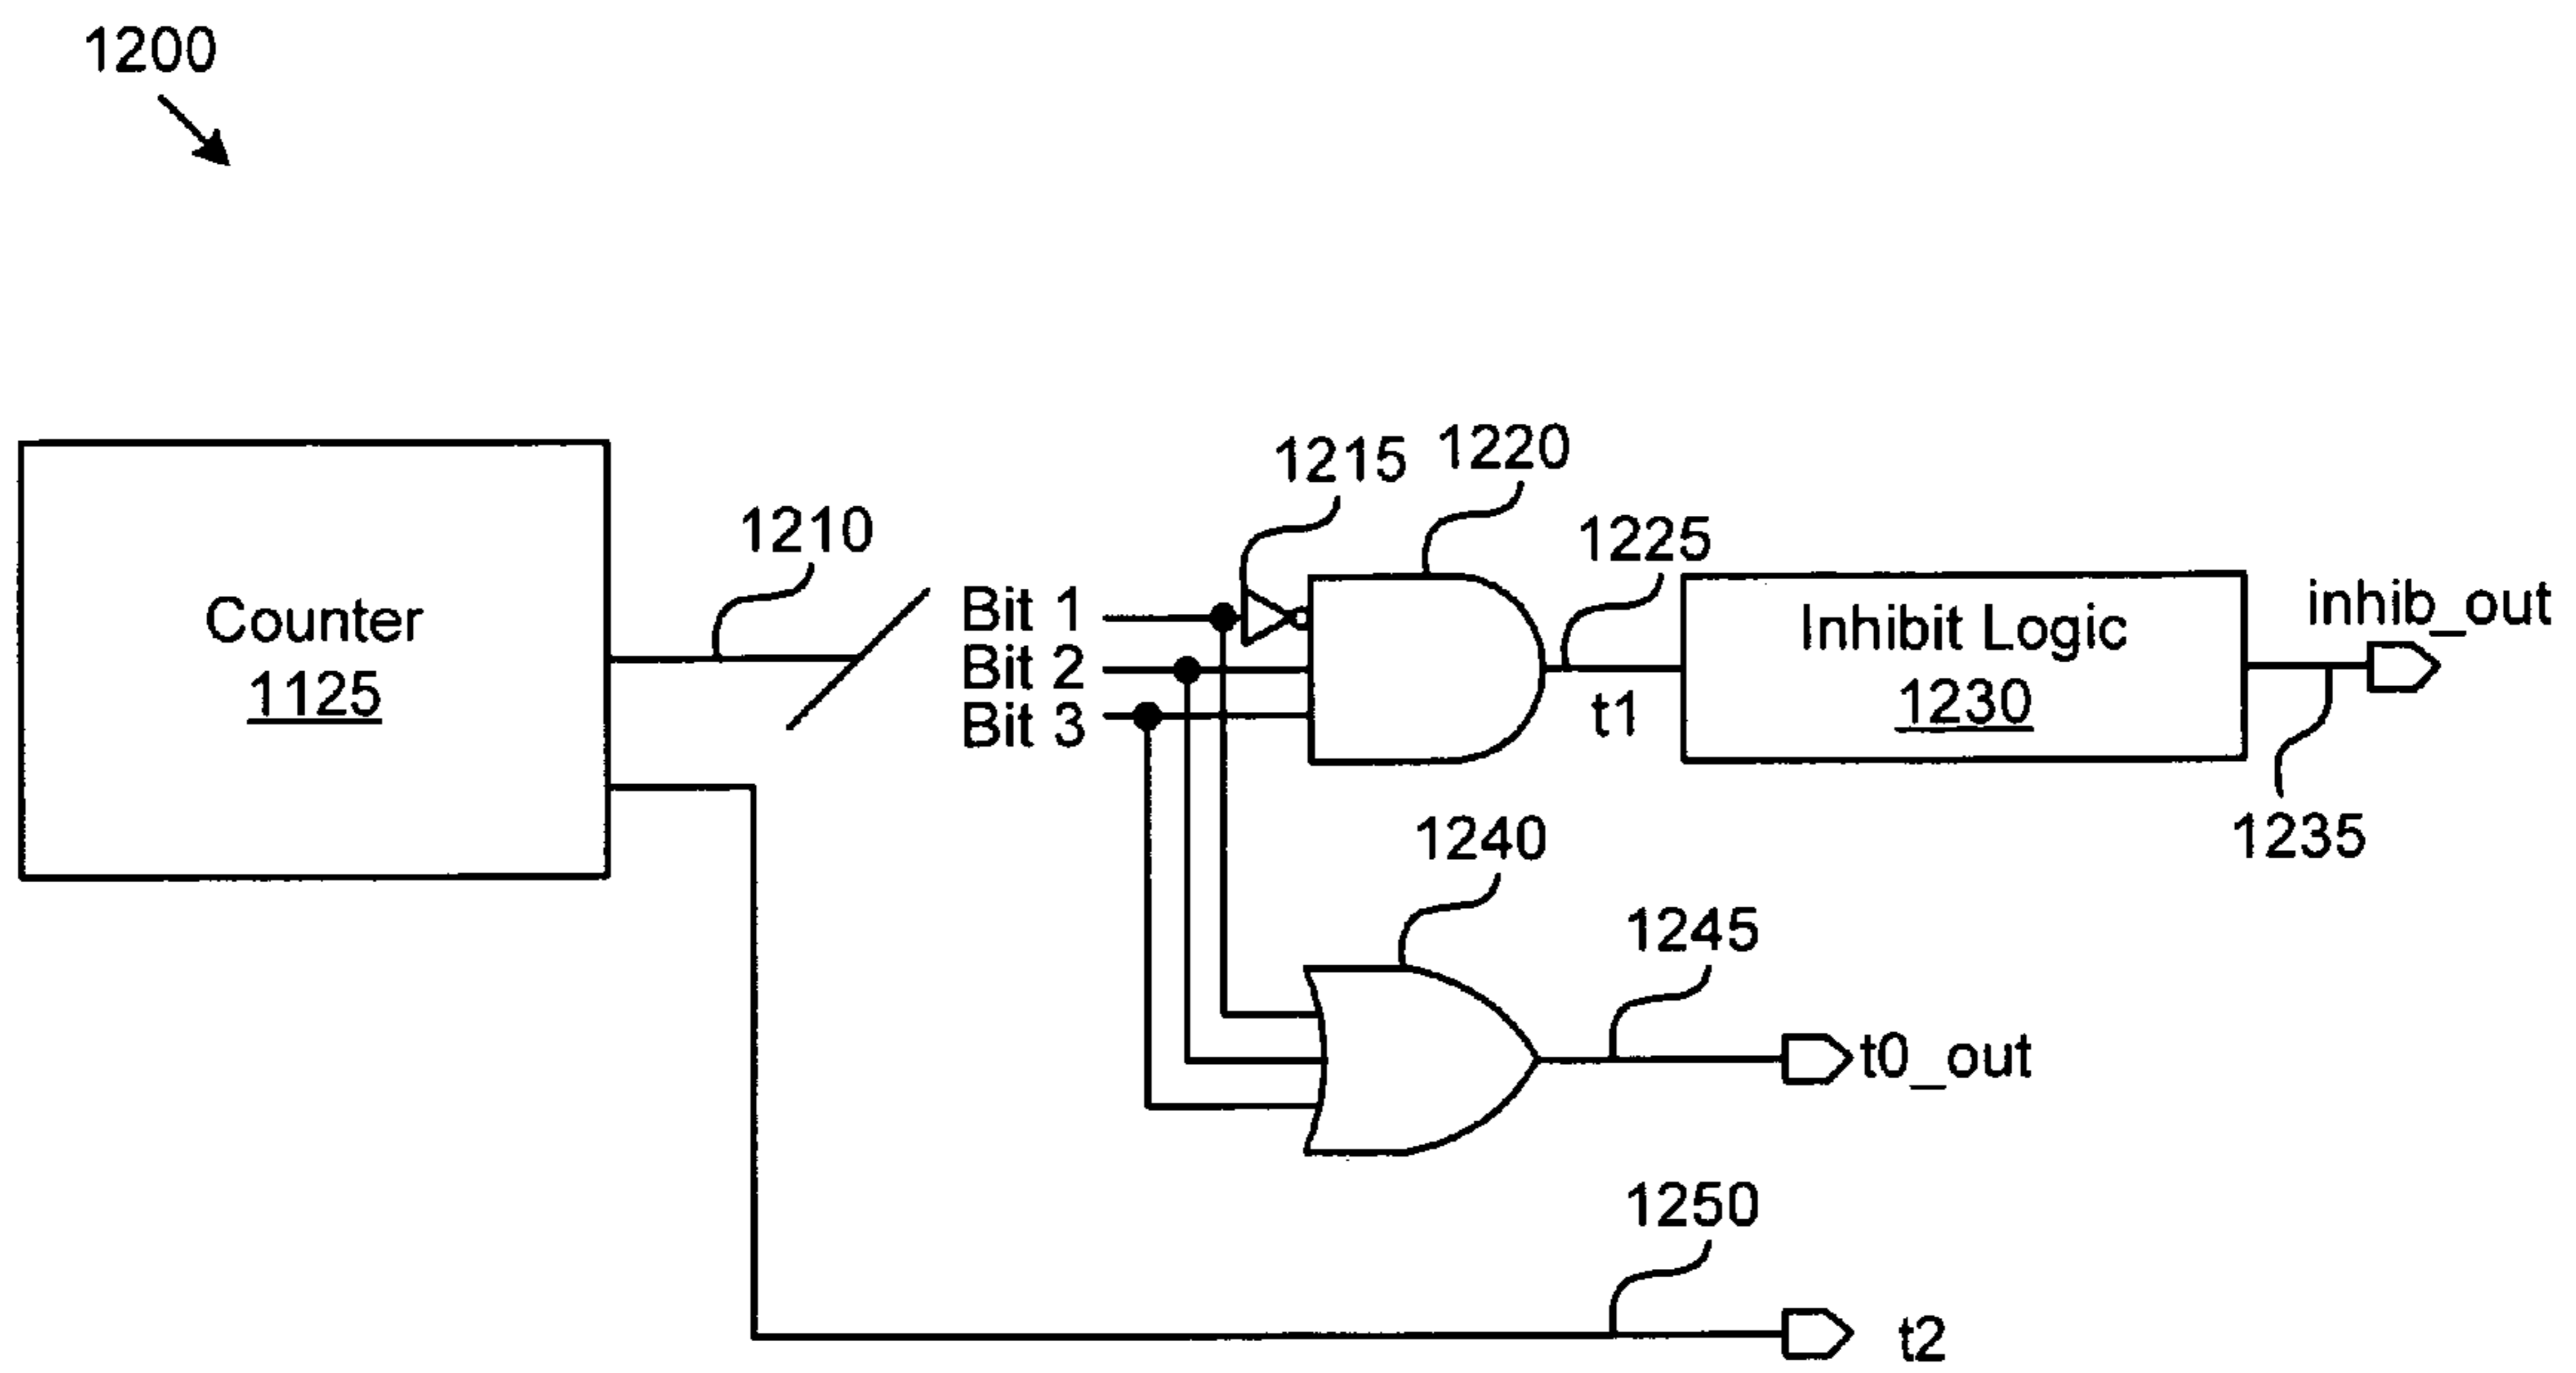 1200
1215
1220
1210
1225
Counter
1125
Bit 1
Bit 2
Bit 3
t1
Inhibit Logic
1230
inhib_out
1235
1240
1245
t0_out
1250
t2